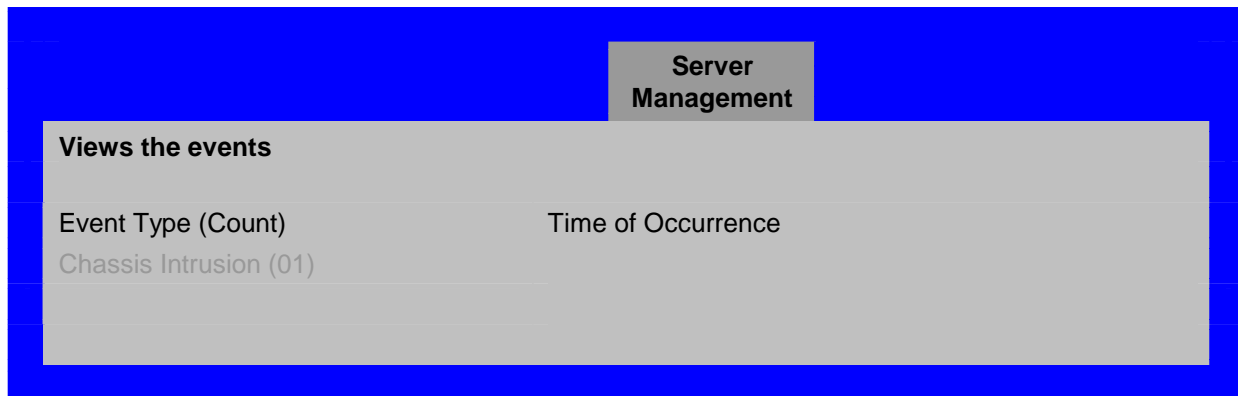 Server
Management
Views the events
Event Type (Count) Time of Occurrence
Chassis Intrusion (01)